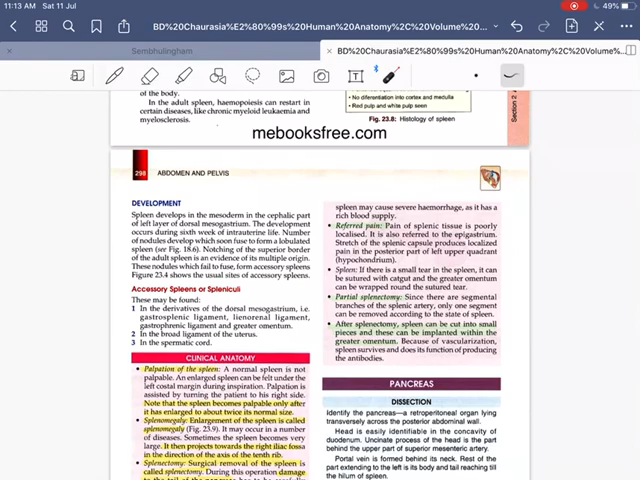 11:13 AM Sat 11 Jul
49%
BD%20Chaurasia%E2%80%99s%20Human%20Anatomy%2C%20Volume%20...
Sembhulingham
BD%20Chaurasia%E2%80%99s%20Human%20Anatomy%2C%20Volum%...
of the body.
In the adult spleen, haemopoiesis can restart in
certain diseases, like chronic myeloid leukaemia and
myelosclerosis.
• No diferentiation into cortex and medulla
• Red pulp and white pulp seen
Fig. 23.8: Histology of spleen
Section 2
mebooksfree.com
298 ABDOMEN AND PELVIS
DEVELOPMENT
Spleen develops in the mesoderm in the cephalic part
of left layer of dorsal mesogastrium. The development
occurs during sixth week of intrauterine life. Number
of nodules develop which soon fuse to form a lobulated
spleen (see Fig. 18.6). Notching of the superior border
of the adult spleen is an evidence of its multiple origin.
These nodules which fail to fuse, form accessory spleens
Figure 23.4 shows the usual sites of accessory spleens.
Accessory Spleens or Spleniculi
These may be found:
1 In the derivatives of the dorsal mesogastrium, i.e.
gastrosplenic ligament, lienorenal ligament,
gastrophrenic ligament and greater omentum.
2 In the broad ligament of the uterus.
3 In the spermatic cord.
CLINICAL ANATOMY
• Palpation of the spleen: A normal spleen is not
palpable. An enlarged spleen can be felt under the
left costal margin during inspiration. Palpation is
assisted by turning the patient to his right side.
Note that the spleen becomes palpable only after
it has enlarged to about twice its normal size.
• Splenomegaly: Enlargement of the spleen is called
splenomegaly (Fig. 23.9). It may occur in a number
of diseases. Sometimes the spleen becomes very
large. It then projects towards the right iliac fossa
in the direction of the axis of the tenth rib.
• Splenectomy: Surgical removal of the spleen is
called splenectomy. During this operation damage
spleen may cause severe haemorrhage, as it has a
rich blood supply.
• Referred pain: Pain of splenic tissue is poorly
localised. It is also referred to the epigastrium.
Stretch of the splenic capsule produces localized
pain in the posterior part of left upper quadrant
(hypochondrium).
• Spleen: If there is a small tear in the spleen, it can
be sutured with catgut and the greater omentum
can be wrapped round the sutured tear.
• Partial splenectomy: Since there are segmental
branches of the splenic artery, only one segment
can be removed according to the state of spleen.
• After splenectomy, spleen can be cut into small
pieces and these can be implanted within the
greater omentum. Because of vascularization,
spleen survives and does its function of producing
the antibodies.
PANCREAS
DISSECTION
Identify the pancreas—a retroperitoneal organ lying
transversely across the posterior abdominal wall.
Head is easily identifiable in the concavity of
duodenum. Uncinate process of the head is the part
behind the upper part of superior mesenteric artery.
Portal vein is formed behind its neck. Rest of the
part extending to the left is its body and tail reaching till
the hilum of spleen.